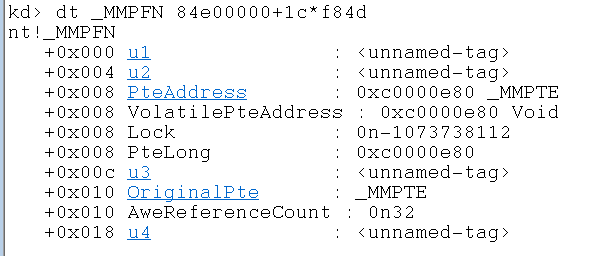 kd> dt _MMPFN 84e00000+1c*f84d
nt!_MMPFN
   +0x000 u1               : <unnamed-tag>
   +0x004 u2               : <unnamed-tag>
   +0x008 PteAddress       : 0xc0000e80 _MMPTE
   +0x008 VolatilePteAddress : 0xc0000e80 Void
   +0x008 Lock             : 0n-1073738112
   +0x008 PteLong          : 0xc0000e80
   +0x00c u3               : <unnamed-tag>
   +0x010 OriginalPte      : _MMPTE
   +0x010 AweReferenceCount : 0n32
   +0x018 u4               : <unnamed-tag>